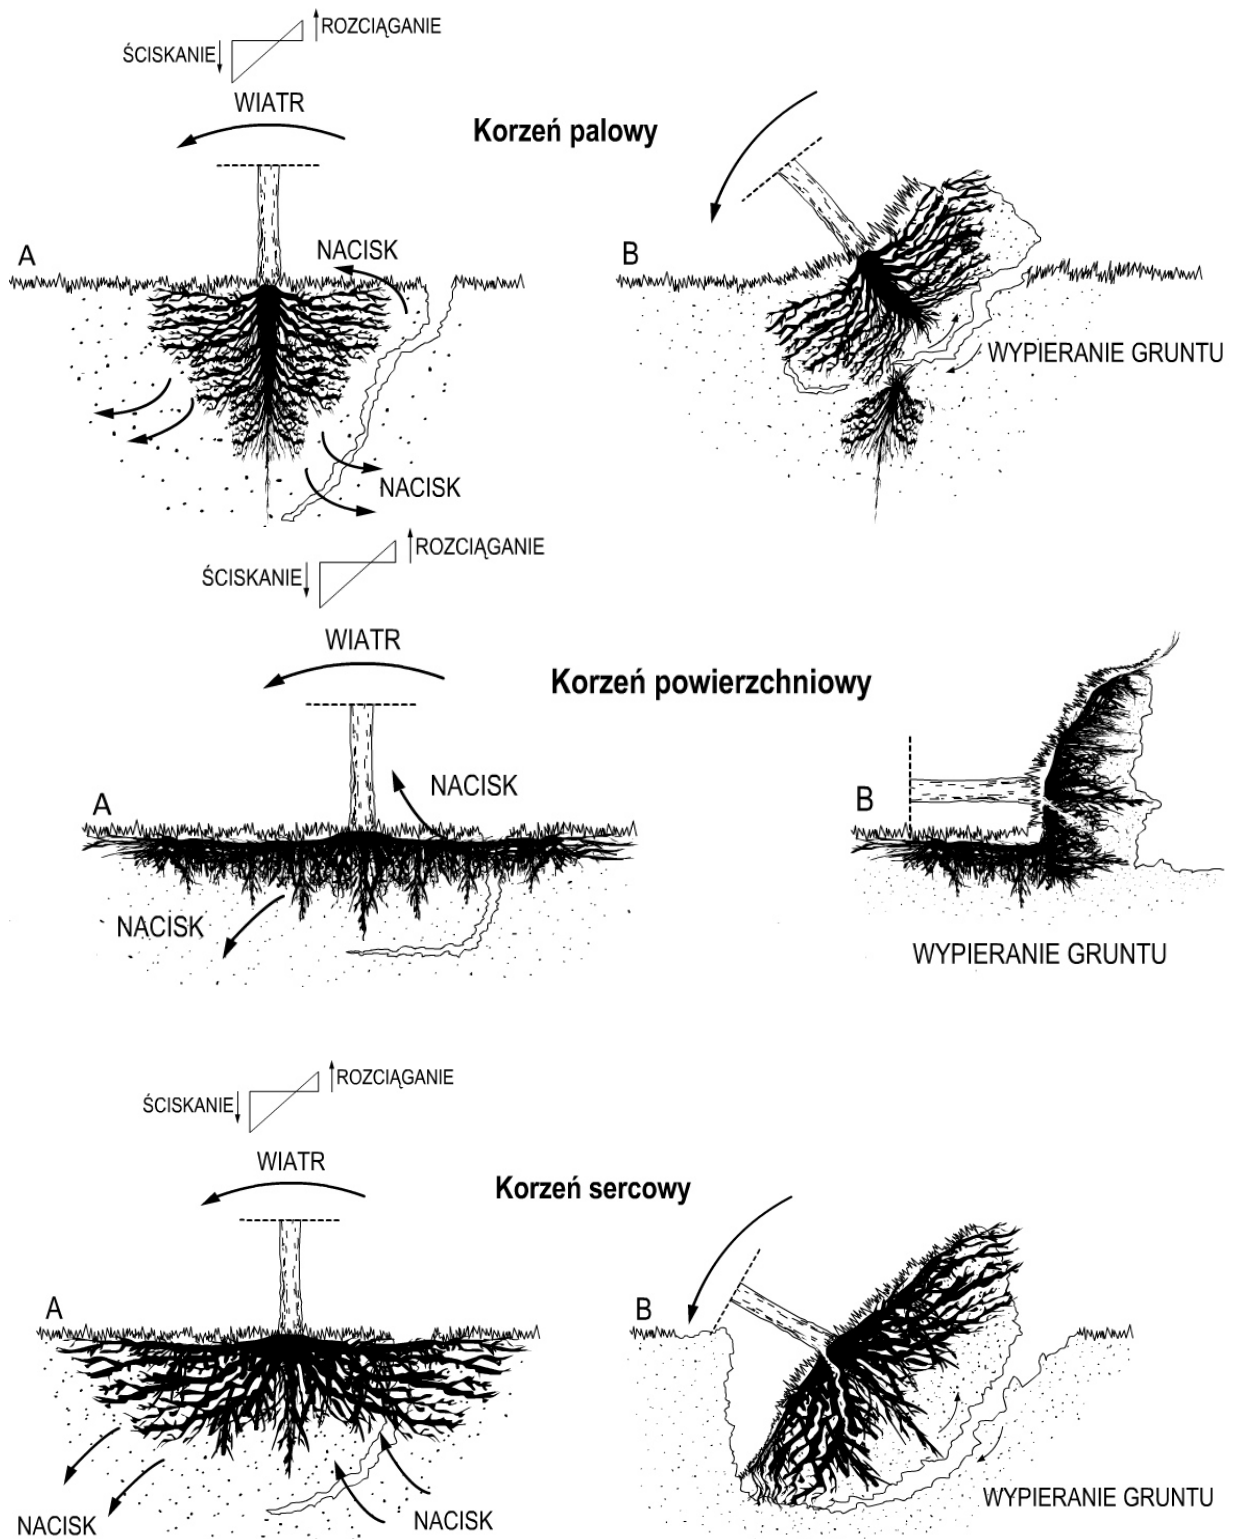 ROZCIĄGANIE
ŚCISKANIE
WIATR
Korzeń palowy
A
NACISK
B
WYPIERANIE GRUNTU
NACISK
ROZCIĄGANIE
ŚCISKANIE
WIATR
Korzeń powierzchniowy
A
NACISK
B
NACISK
WYPIERANIE GRUNTU
ROZCIĄGANIE
ŚCISKANIE
WIATR
Korzeń sercowy
A
B
WYPIERANIE GRUNTU
NACISK
NACISK